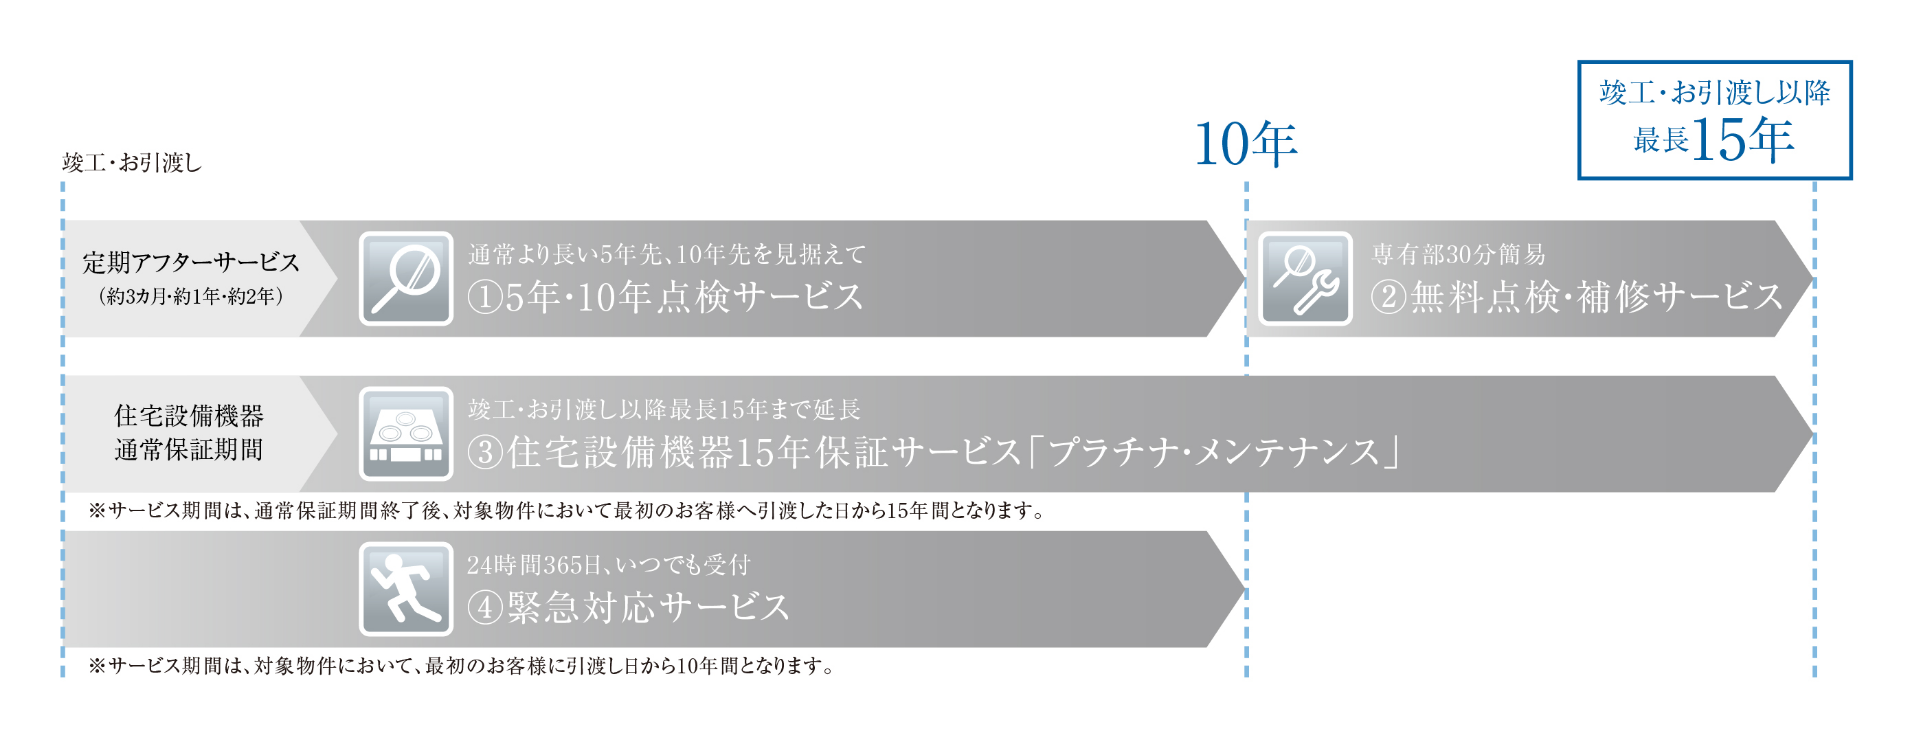 竣工・お引渡し以降
最長15年
10年
竣工・お引渡し
定期アフターサービス
（約3カ月・約1年・約2年）
通常より長い5年先、10年先を見据えて
①5年・10年点検サービス
専有部30分簡易
②無料点検・補修サービス
住宅設備機器
通常保証期間
竣工・お引渡し以降最長15年まで延長
③住宅設備機器15年保証サービス「プラチナ・メンテナンス」
※サービス期間は、通常保証期間終了後、対象物件において最初のお客様へ引渡した日から15年間となります。
24時間365日、いつでも受付
④緊急対応サービス
※サービス期間は、対象物件において、最初のお客様に引渡し日から10年間となります。